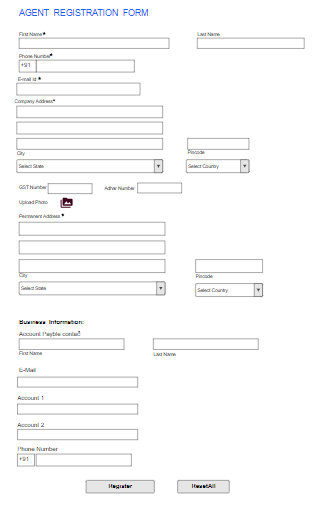 AGENT REGISTRATION FORM
First Name* Last Name
Phone Number*
+91
E-mail Id *
Company Address*
City Pincode
Select State Select Country
GST Number Adhar Number
Upload Photo
Permanent Address *
City Pincode
Select State Select Country
Business Information:
Account Payble contact*
First Name Last Name
E-Mail
Account 1
Account 2
Phone Number
+91
Register ResetAll